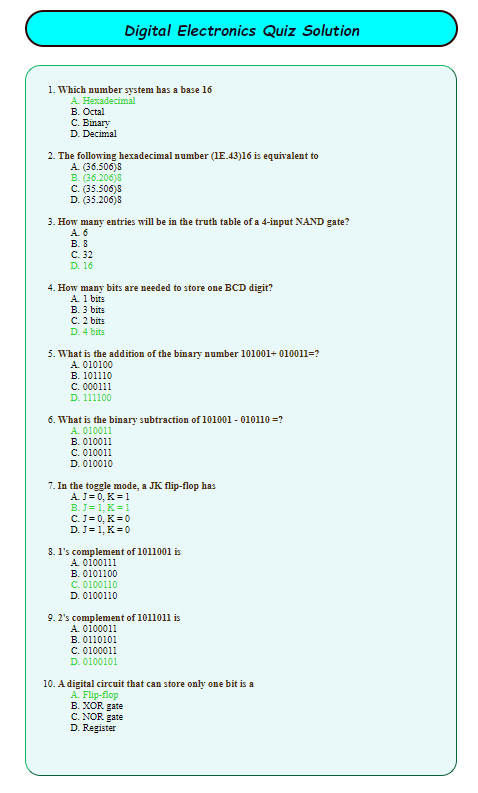 Digital Electronics Quiz Solution
1. Which number system has a base 16
A. Hexadecimal
B. Octal
C. Binary
D. Decimal
2. The following hexadecimal number (1E.43)16 is equivalent to
A. (36.506)8
B. (36.206)8
C. (35.506)8
D. (35.206)8
3. How many entries will be in the truth table of a 4-input NAND gate?
A. 6
B. 8
C. 32
D. 16
4. How many bits are needed to store one BCD digit?
A. 1 bits
B. 3 bits
C. 2 bits
D. 4 bits
5. What is the addition of the binary number 101001+ 010011=?
A. 010100
B. 101110
C. 000111
D. 111100
6. What is the binary subtraction of 101001 - 010110 =?
A. 010011
B. 010011
C. 010011
D. 010010
7. In the toggle mode, a JK flip-flop has
A. J = 0, K = 1
B. J = 1, K = 1
C. J = 0, K = 0
D. J = 1, K = 0
8. 1's complement of 1011001 is
A. 0100111
B. 0101100
C. 0100110
D. 0100110
9. 2's complement of 1011011 is
A. 0100011
B. 0110101
C. 0100011
D. 0100101
10. A digital circuit that can store only one bit is a
A. Flip-flop
B. XOR gate
C. NOR gate
D. Register